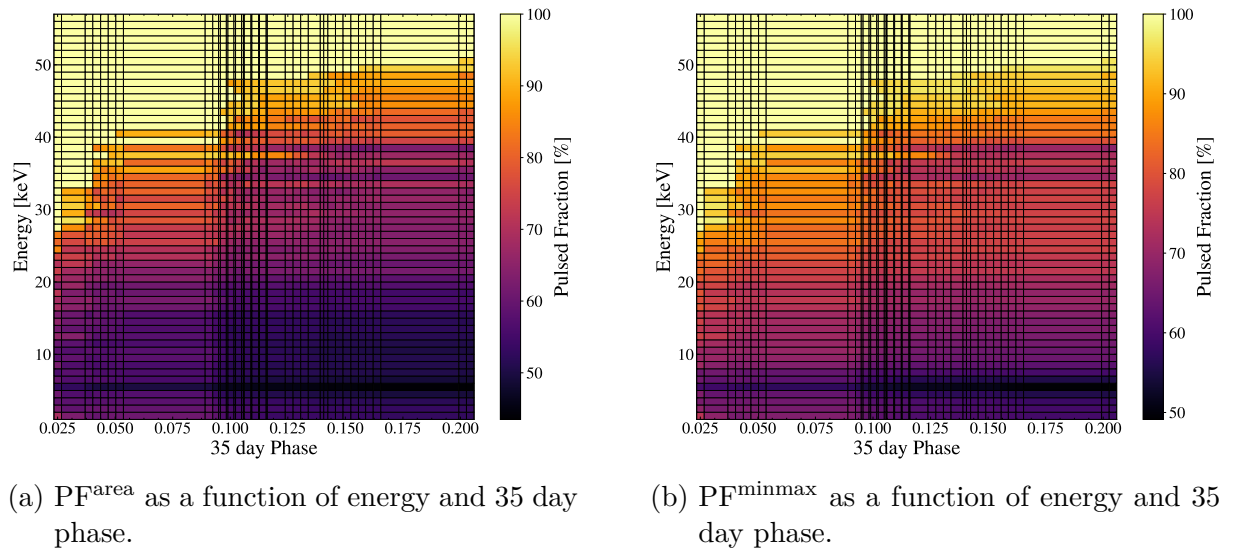 100
90
80
70
60
50
Pulsed Fraction [%]
50
40
30
20
10
Energy [keV]
0.025 0.050 0.075 0.100 0.125 0.150 0.175 0.200
35 day Phase
100
90
80
70
60
50
Pulsed Fraction [%]
50
40
30
20
10
Energy [keV]
0.025 0.050 0.075 0.100 0.125 0.150 0.175 0.200
35 day Phase
(a) PF^area as a function of energy and 35 day
phase.
(b) PF^minmax as a function of energy and 35
day phase.